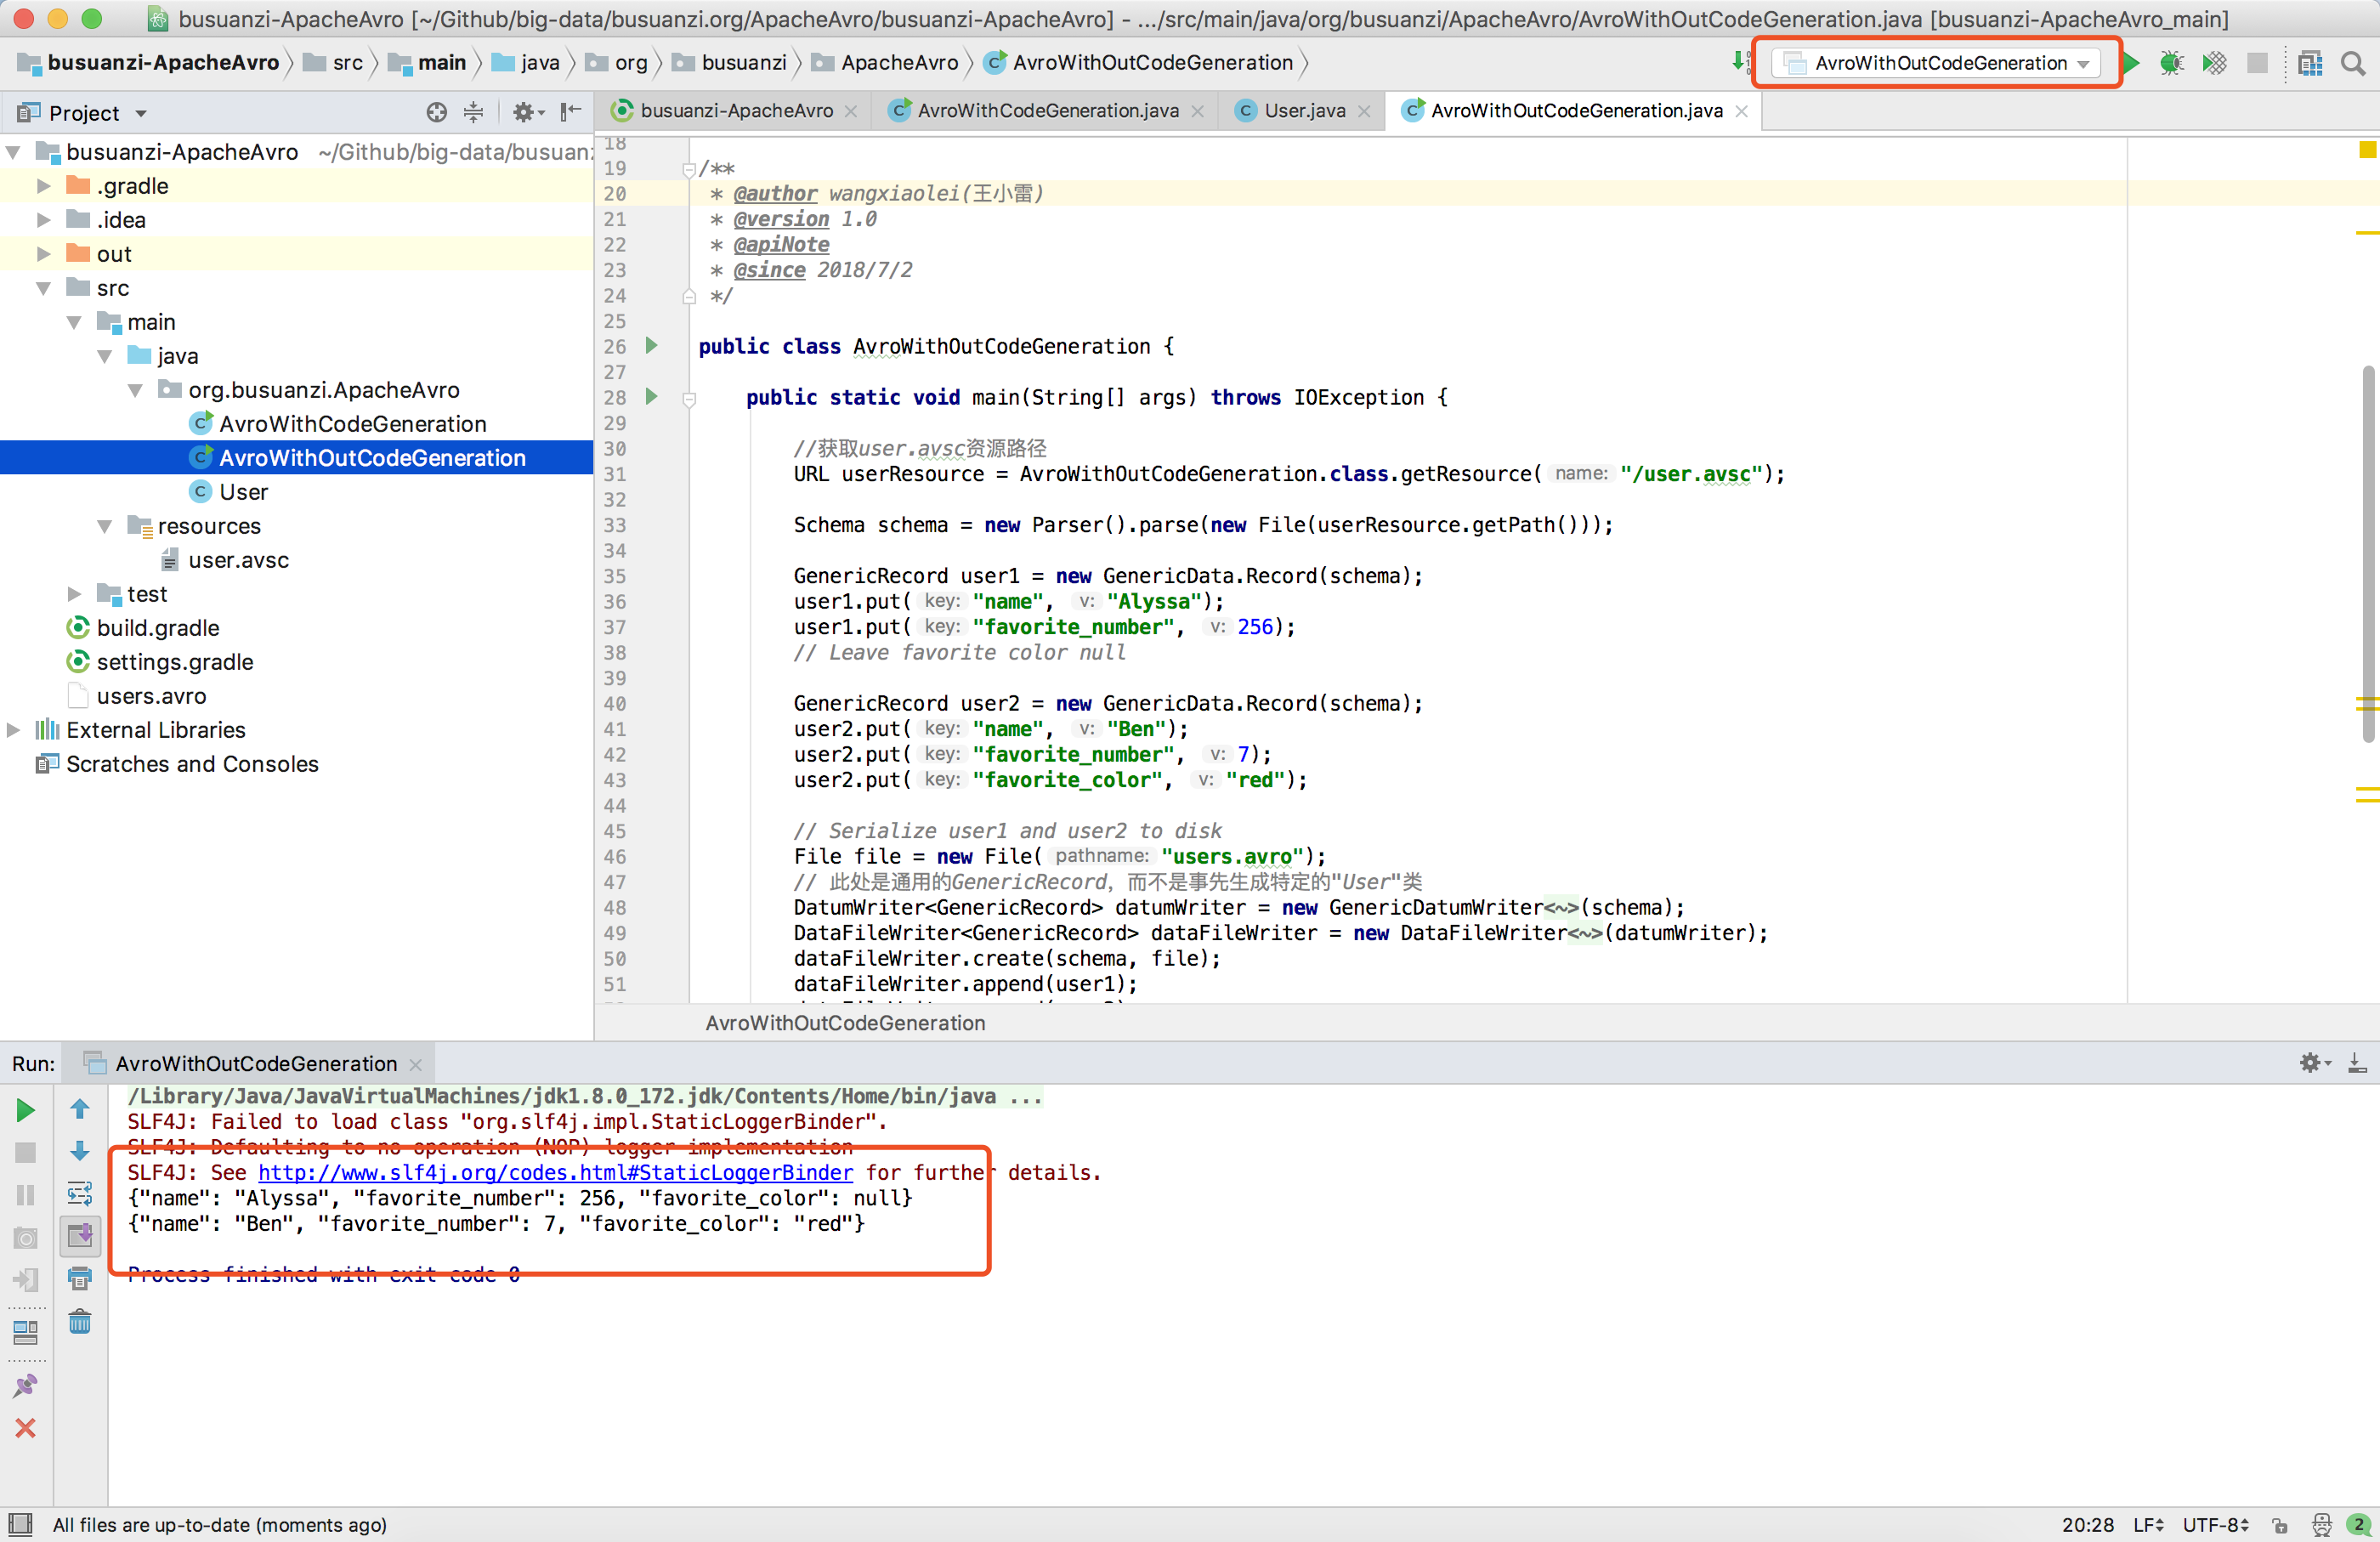 busuanzi-ApacheAvro [~/Github/big-data/busuanzi.org/ApacheAvro/busuanzi-ApacheAvro] - .../src/main/java/org/busuanzi/ApacheAvro/AvroWithOutCodeGeneration.java [busuanzi-ApacheAvro_main]
busuanzi-ApacheAvro src main java org busuanzi ApacheAvro AvroWithOutCodeGeneration AvroWithOutCodeGeneration
Project
busuanzi-ApacheAvro AvroWithCodeGeneration.java User.java AvroWithOutCodeGeneration.java
busuanzi-ApacheAvro ~/Github/big-data/busuanz
.gradle
.idea
out
src
main
java
org.busuanzi.ApacheAvro
AvroWithCodeGeneration
AvroWithOutCodeGeneration
User
resources
user.avsc
test
build.gradle
settings.gradle
users.avro
External Libraries
Scratches and Consoles
18
19 /**
20 * @author wangxiaolei(王小雷)
21 * @version 1.0
22 * @apiNote
23 * @since 2018/7/2
24 */
25
26 public class AvroWithOutCodeGeneration {
27
28 public static void main(String[] args) throws IOException {
29
30 //获取user.avsc资源路径
31 URL userResource = AvroWithOutCodeGeneration.class.getResource( name: "/user.avsc");
32
33 Schema schema = new Parser().parse(new File(userResource.getPath()));
34
35 GenericRecord user1 = new GenericData.Record(schema);
36 user1.put( key: "name", v: "Alyssa");
37 user1.put( key: "favorite_number", v: 256);
38 // Leave favorite color null
39
40 GenericRecord user2 = new GenericData.Record(schema);
41 user2.put( key: "name", v: "Ben");
42 user2.put( key: "favorite_number", v: 7);
43 user2.put( key: "favorite_color", v: "red");
44
45 // Serialize user1 and user2 to disk
46 File file = new File( pathname: "users.avro");
47 // 此处是通用的GenericRecord，而不是事先生成特定的"User"类
48 DatumWriter<GenericRecord> datumWriter = new GenericDatumWriter<~>(schema);
49 DataFileWriter<GenericRecord> dataFileWriter = new DataFileWriter<~>(datumWriter);
50 dataFileWriter.create(schema, file);
51 dataFileWriter.append(user1);
AvroWithOutCodeGeneration
Run: AvroWithOutCodeGeneration
/Library/Java/JavaVirtualMachines/jdk1.8.0_172.jdk/Contents/Home/bin/java ...
SLF4J: Failed to load class "org.slf4j.impl.StaticLoggerBinder".
SLF4J: Defaulting to no-operation (NOP) logger implementation
SLF4J: See http://www.slf4j.org/codes.html#StaticLoggerBinder for further details.
{"name": "Alyssa", "favorite_number": 256, "favorite_color": null}
{"name": "Ben", "favorite_number": 7, "favorite_color": "red"}
Process finished with exit code 0
All files are up-to-date (moments ago) 20:28 LF UTF-8 2